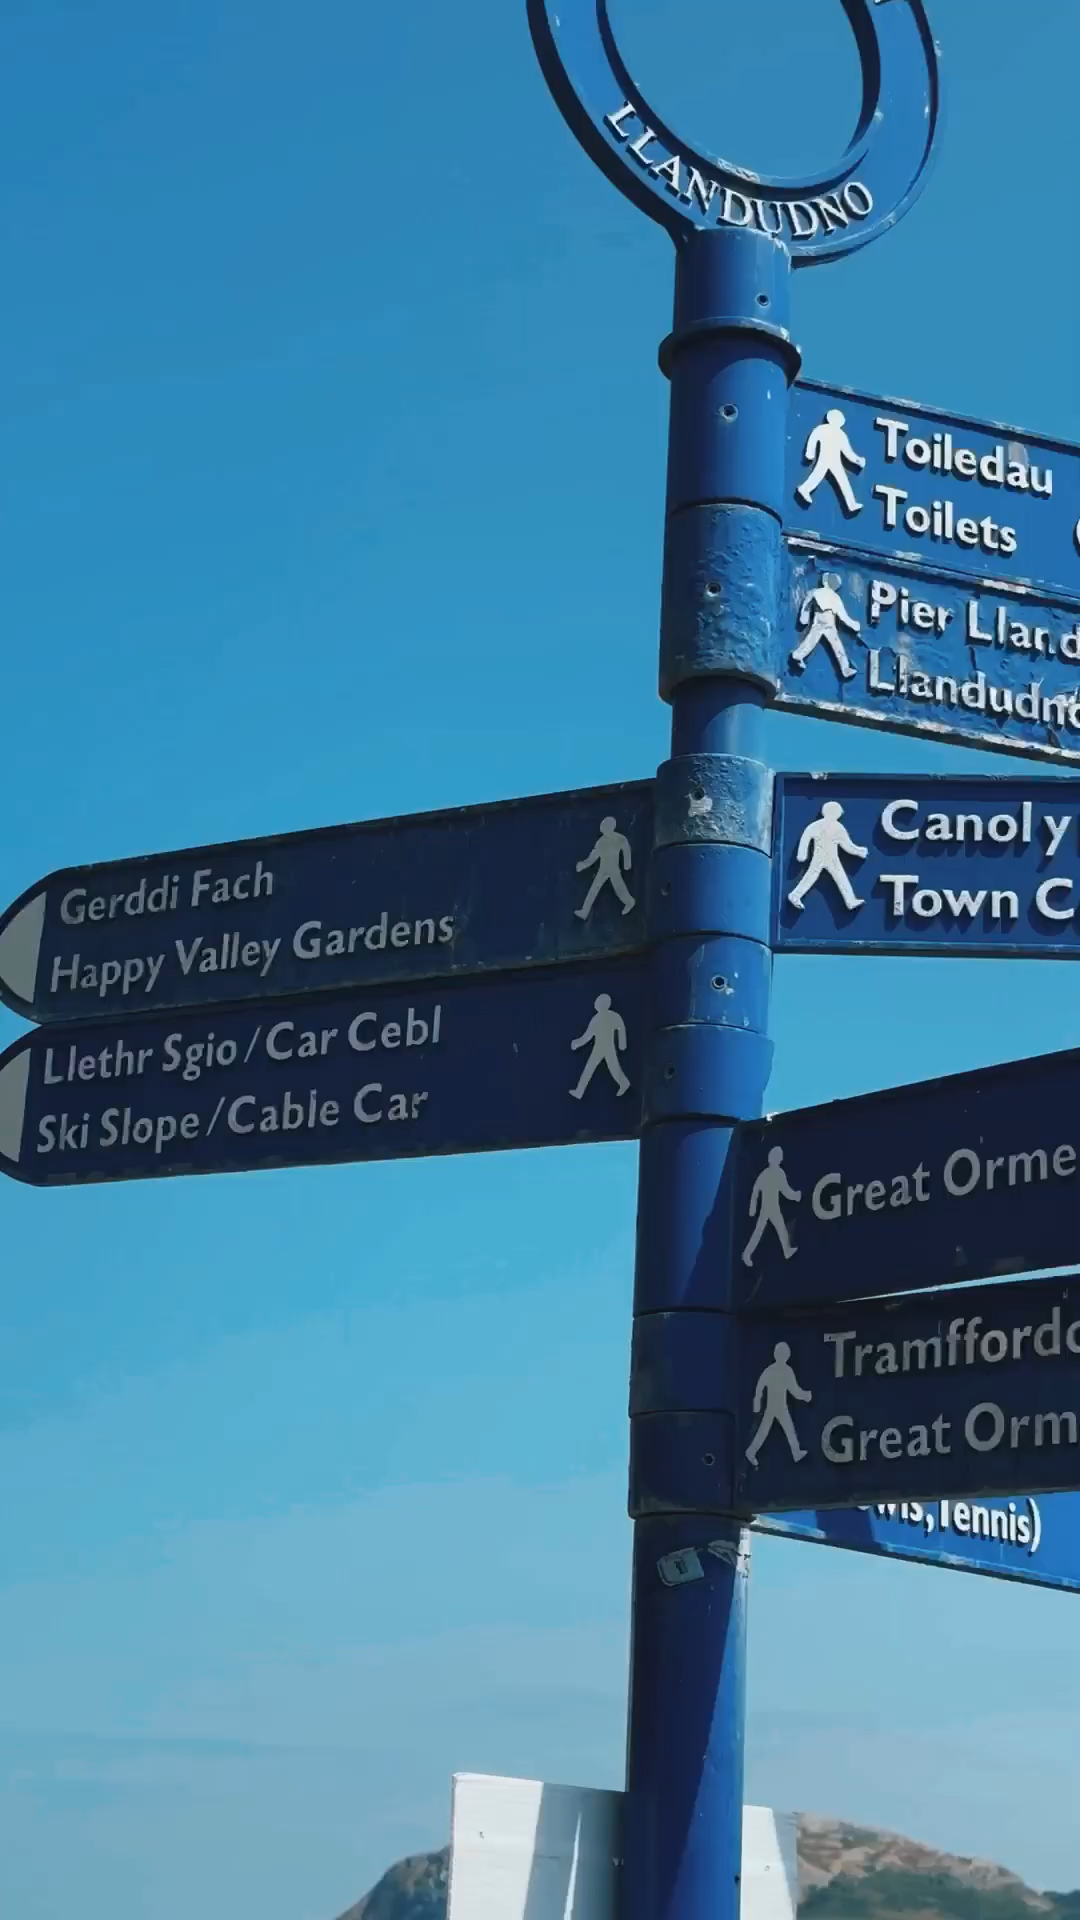 LLANDUDNO
Toiledau
Toilets
Pier
Canol y
Town
Gerddi Fach
Happy Valley Gardens
Llethr Sgio/Car Cebl
Ski Slope/Cable Car
Great Orme
Great
Tennis)